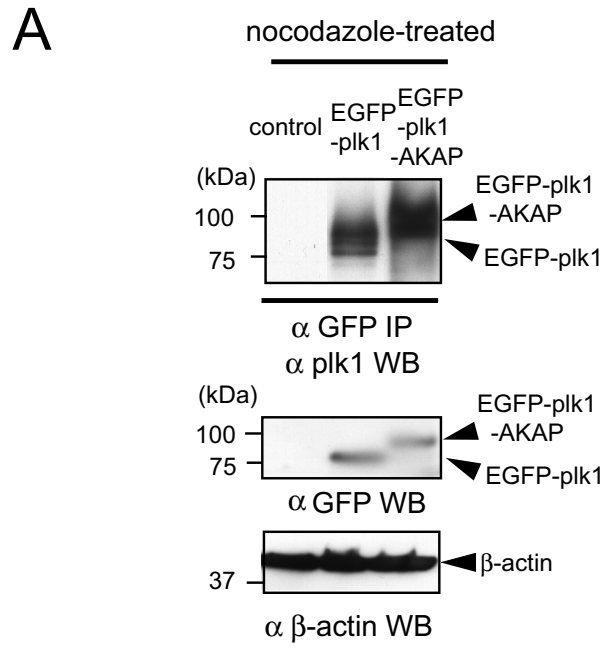 A
nocodazole-treated
control
EGFP
-plk1
EGFP
-plk1
-AKAP
(kDa)
100
75
EGFP-plk1
-AKAP
EGFP-plk1
α GFP IP
α plk1 WB
(kDa)
100
75
EGFP-plk1
-AKAP
EGFP-plk1
α GFP WB
37
β-actin
α β-actin WB